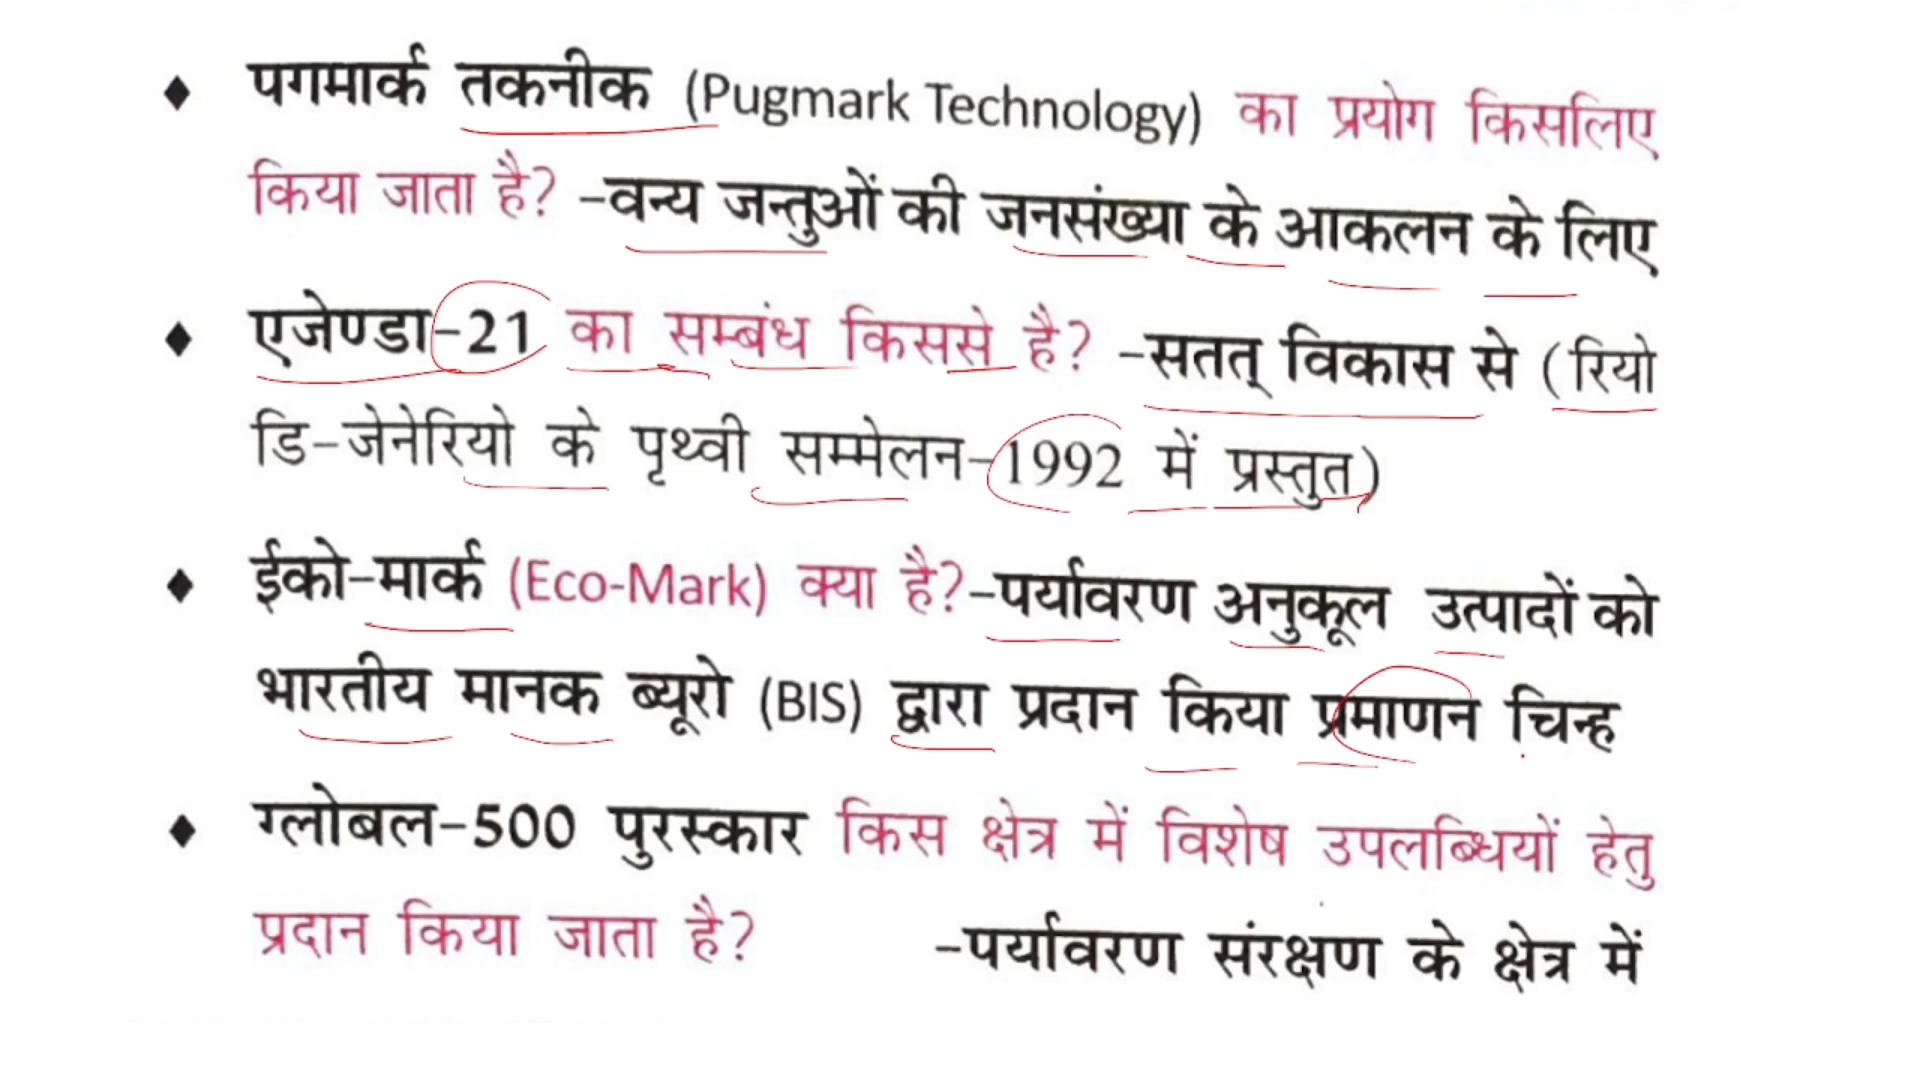 ♦ पगमार्क तकनीक (Pugmark Technology) का प्रयोग किसलिए
किया जाता है? -वन्य जन्तुओं की जनसंख्या के आकलन के लिए
♦ एजेण्डा-21 का सम्बंध किससे है? -सतत् विकास से (रियो
डि-जेनेरियो के पृथ्वी सम्मेलन-1992 में प्रस्तुत)
♦ ईको-मार्क (Eco-Mark) क्या है?-पर्यावरण अनुकूल उत्पादों को
भारतीय मानक ब्यूरो (BIS) द्वारा प्रदान किया प्रमाणन चिन्ह
♦ ग्लोबल-500 पुरस्कार किस क्षेत्र में विशेष उपलब्धियों हेतु
प्रदान किया जाता है? -पर्यावरण संरक्षण के क्षेत्र में